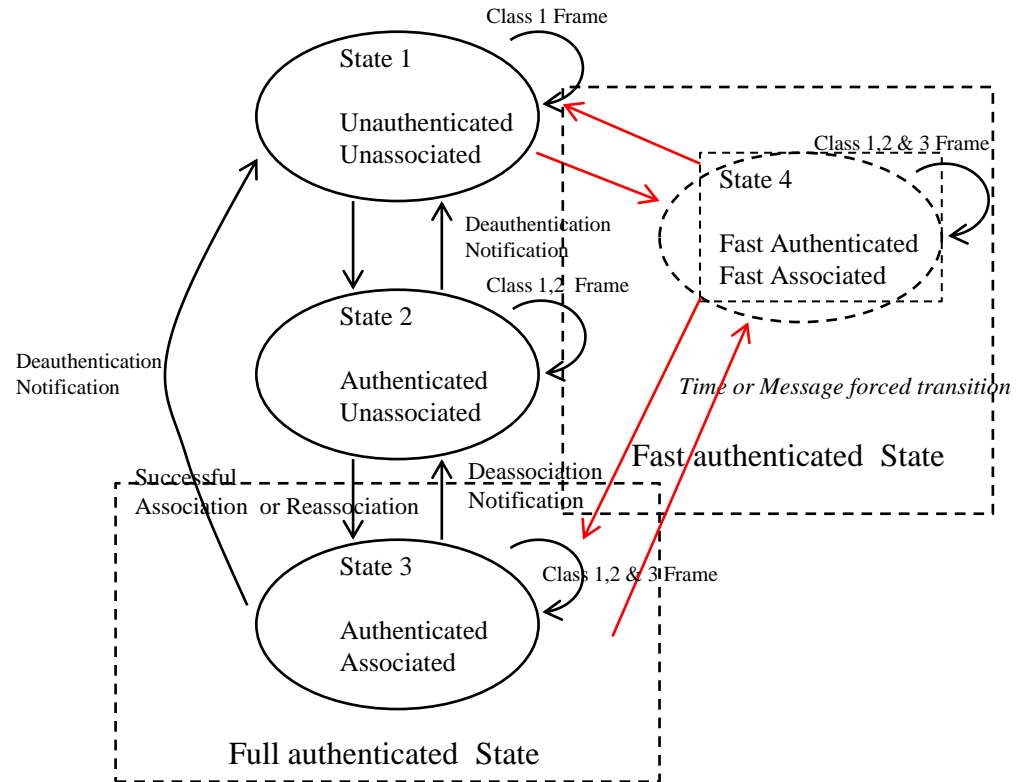 Class 1 Frame
State 1
Unauthenticated
Unassociated
Class 1,2 & 3 Frame
State 4
Fast Authenticated
Fast Associated
Deauthentication
Notification
Class 1,2 Frame
State 2
Authenticated
Unassociated
Deauthentication
Notification
Time or Message forced transition
Fast authenticated State
Successful
Association or Reassociation
Deassociation
Notification
State 3
Class 1,2 & 3 Frame
Authenticated
Associated
Full authenticated State